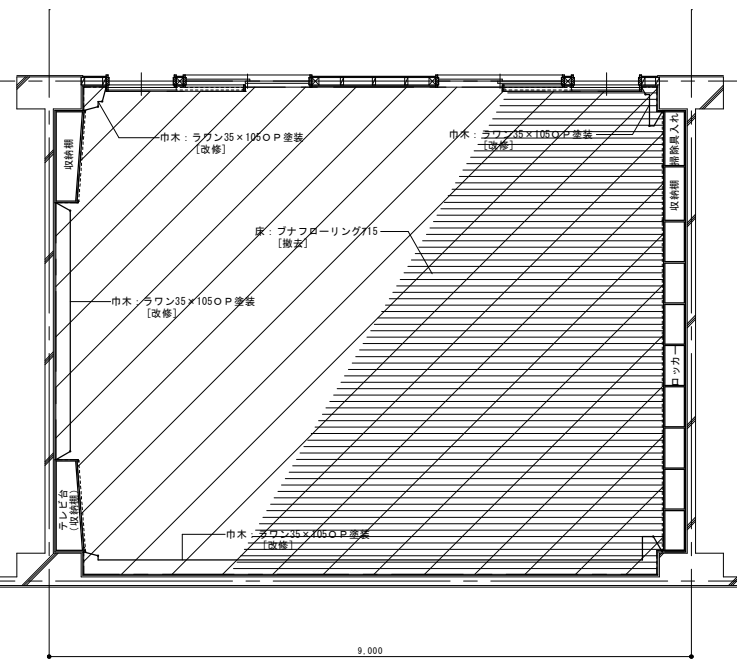 巾木：ラワン35×105ＯＰ塗装
[改修]
巾木：ラワン35×105ＯＰ塗装
[改修]
収納棚
掃除具入れ
収納棚
床：ブナフローリング715
[撤去]
巾木：ラワン35×105ＯＰ塗装
[改修]
ロッカー
テレビ台
(収納棚)
巾木：ラワン35×105ＯＰ塗装
[改修]
9,000